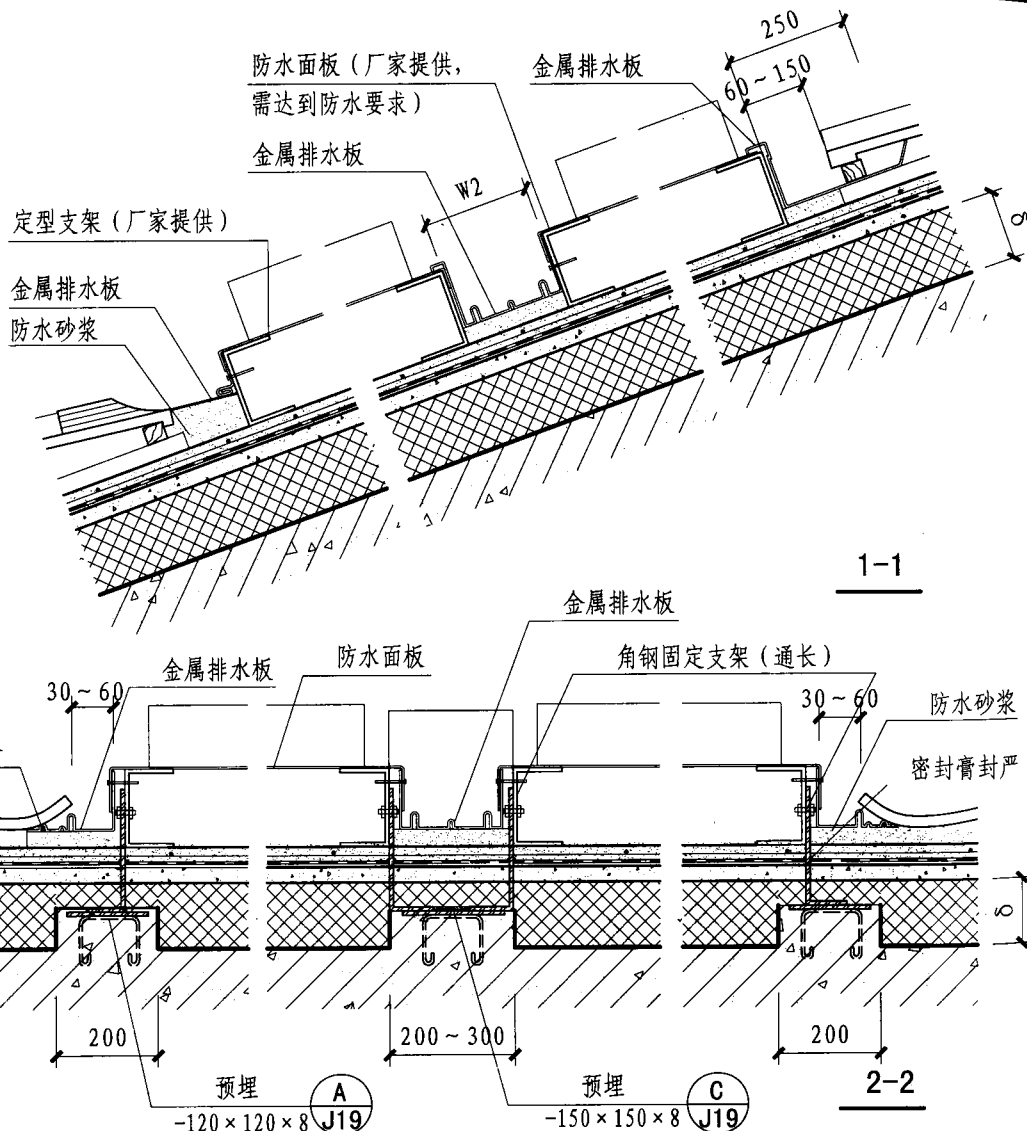 250
防水面板（厂家提供，
需达到防水要求）
金属排水板
60～150
金属排水板
W2
定型支架（厂家提供）
金属排水板
防水砂浆
δ
1-1
金属排水板
金属排水板
防水面板
角钢固定支架（通长）
30～60
30～60
防水砂浆
密封膏封严
δ
200
200～300
200
预埋
-120×120×8
A
J19
预埋
-150×150×8
C
J19
2-2